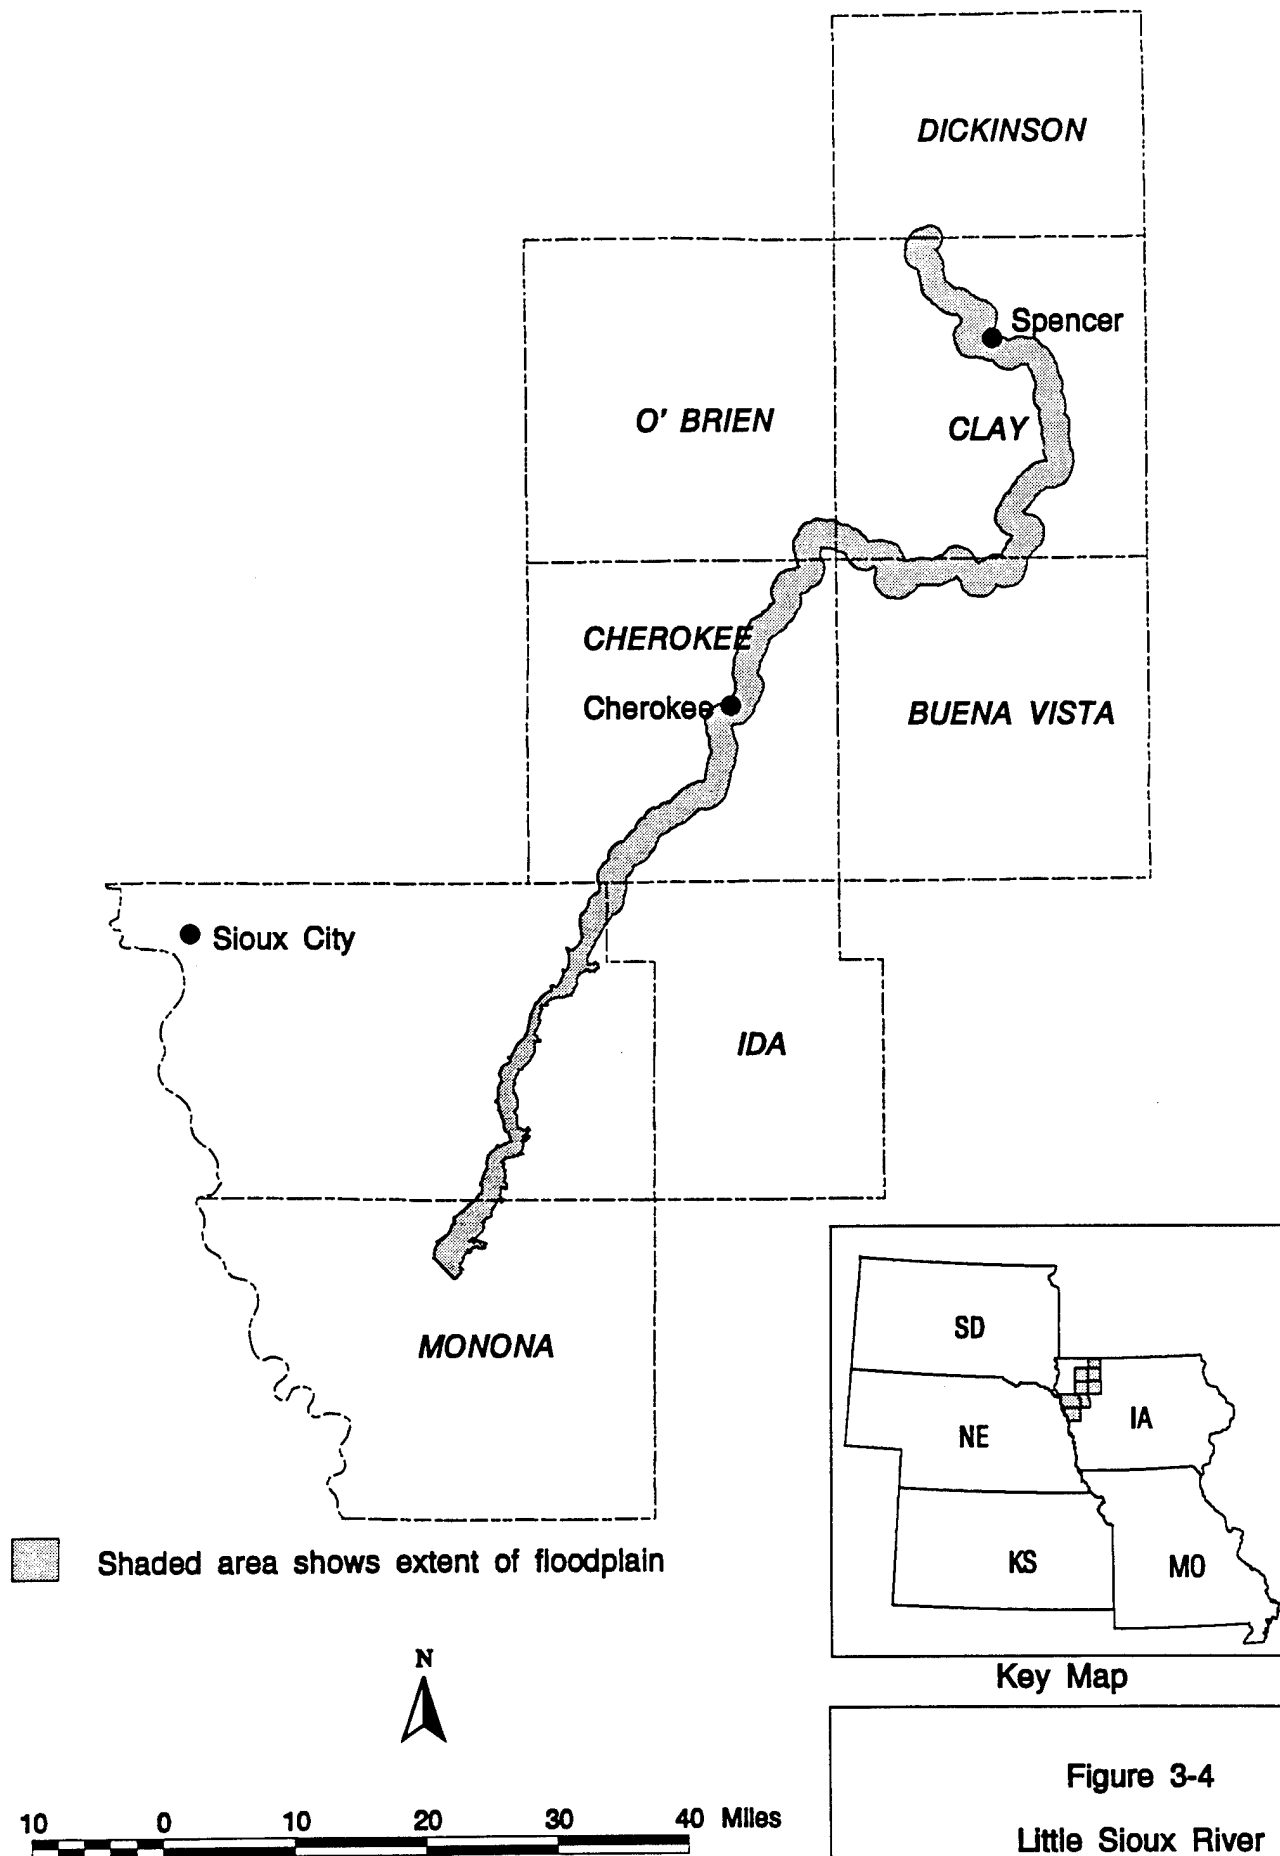 DICKINSON
Spencer
O' BRIEN
CLAY
CHEROKEE
Cherokee
BUENA VISTA
Sioux City
IDA
MONONA
SD
NE
IA
KS
MO
Shaded area shows extent of floodplain
Key Map
N
10 0 10 20 30 40 Miles
Figure 3-4
Little Sioux River